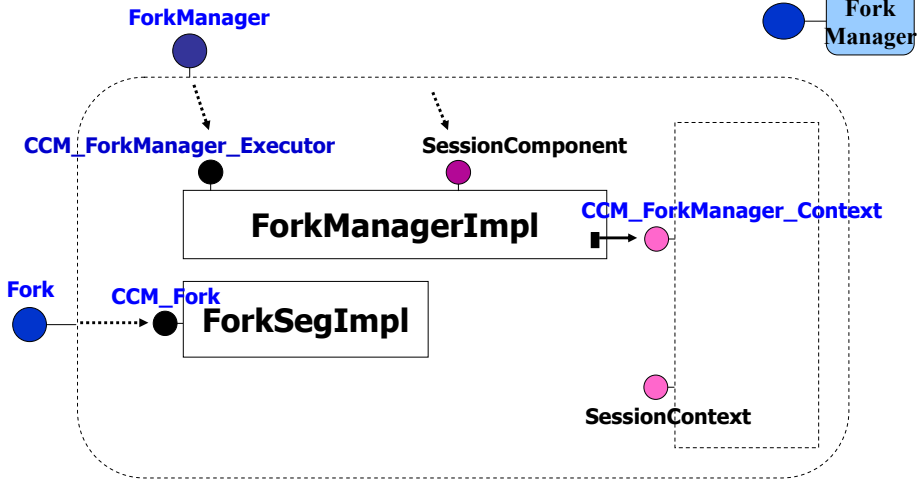 ForkManager
Fork
Manager
CCM_ForkManager_Executor
SessionComponent
ForkManagerImpl
CCM_ForkManager_Context
Fork
CCM_Fork
ForkSegImpl
SessionContext